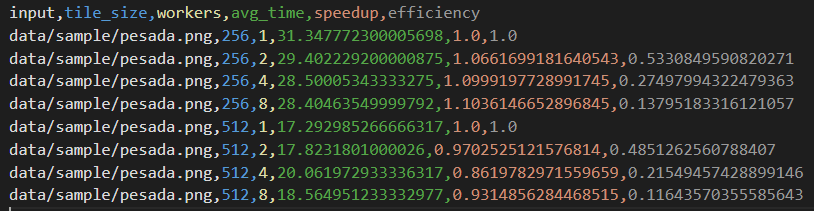 input,tile_size,workers,avg_time,speedup,efficiency
data/sample/pesada.png,256,1,31.347772300005698,1.0,1.0
data/sample/pesada.png,256,2,29.402229200000875,1.0661699181640543,0.5330849590820271
data/sample/pesada.png,256,4,28.50005343333275,1.0999197728991745,0.27497994322479363
data/sample/pesada.png,256,8,28.40463549999792,1.1036146652896845,0.13795183316121057
data/sample/pesada.png,512,1,17.292985266666317,1.0,1.0
data/sample/pesada.png,512,2,17.8231801000026,0.9702525121576814,0.4851262560788407
data/sample/pesada.png,512,4,20.061972933336317,0.8619782971559659,0.21549457428899146
data/sample/pesada.png,512,8,18.564951233332977,0.9314856284468515,0.11643570355585643